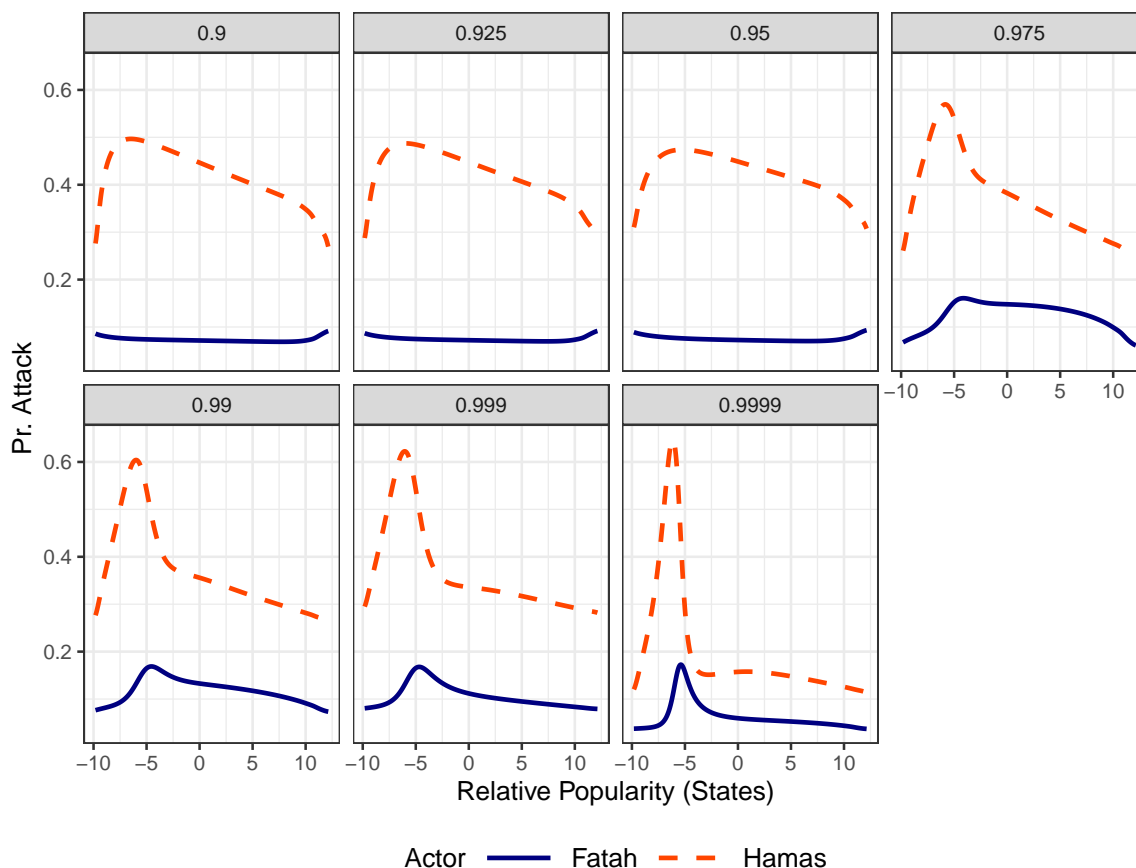 0.9 0.925 0.95 0.975
0.6
0.4
0.2
−10 −5 0 5 10
0.99 0.999 0.9999
0.6
0.4
0.2
−10 −5 0 5 10 −10 −5 0 5 10 −10 −5 0 5 10
Pr. Attack
Relative Popularity (States)
Actor Fatah Hamas